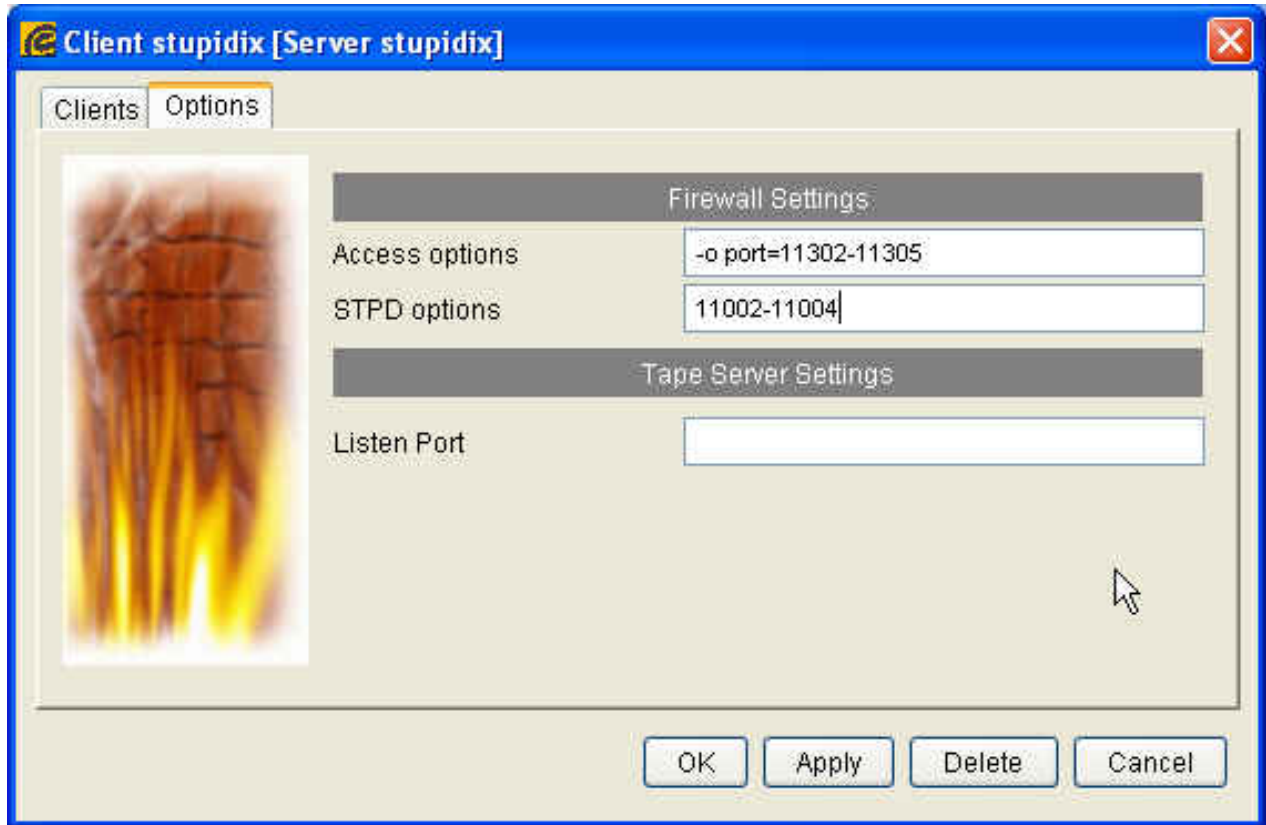 Client stupidix [Server stupidix]
Clients Options
Firewall Settings
Access options -o port=11302-11305
STPD options 11002-11004
Tape Server Settings
Listen Port
OK Apply Delete Cancel